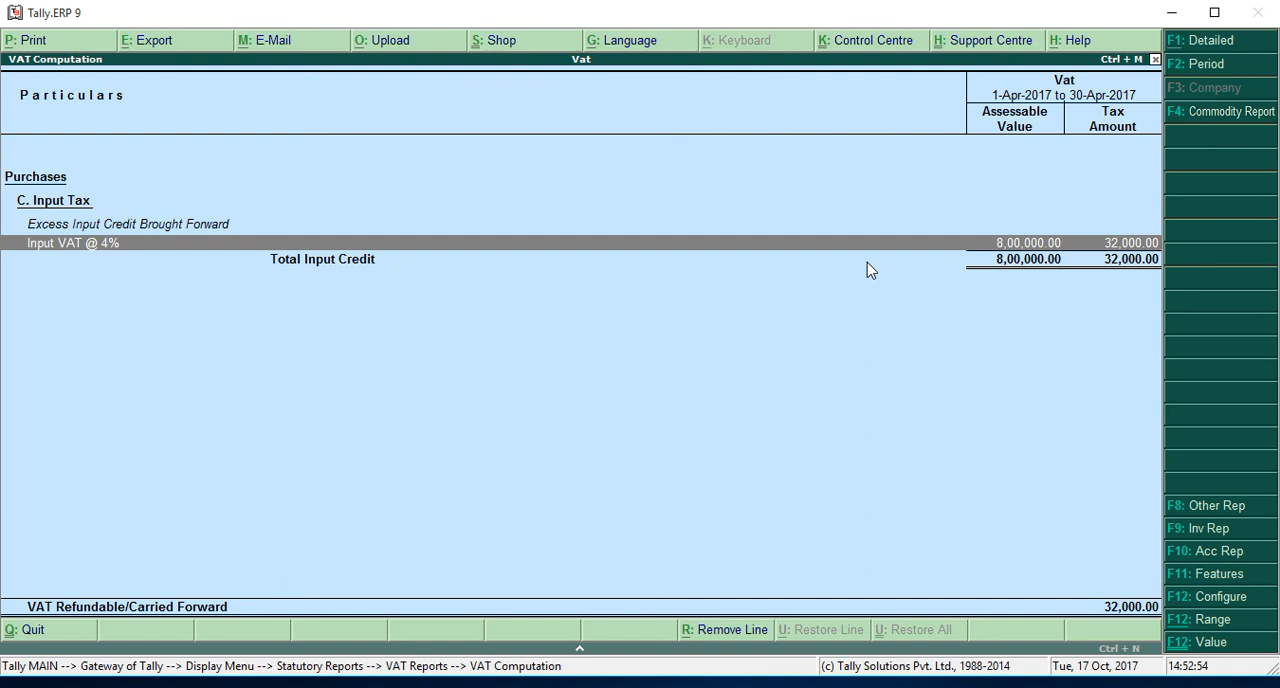 Tally.ERP 9
P: Print E: Export M: E-Mail O: Upload S: Shop G: Language K: Keyboard K: Control Centre H: Support Centre H: Help
VAT Computation Vat Ctrl + M
Particulars
Vat
1-Apr-2017 to 30-Apr-2017
Assessable Tax
Value Amount
Purchases
C. Input Tax
Excess Input Credit Brought Forward
Input VAT @ 4% 8,00,000.00 32,000.00
Total Input Credit 8,00,000.00 32,000.00
VAT Refundable/Carried Forward 32,000.00
F1: Detailed
F2: Period
F3: Company
F4: Commodity Report
F8: Other Rep
F9: Inv Rep
F10: Acc Rep
F11: Features
F12: Configure
F12: Range
F12: Value
Q: Quit R: Remove Line U: Restore Line U: Restore All
Ctrl + N
Tally MAIN --> Gateway of Tally --> Display Menu --> Statutory Reports --> VAT Reports --> VAT Computation (c) Tally Solutions Pvt. Ltd., 1988-2014 Tue, 17 Oct, 2017 14:52:54